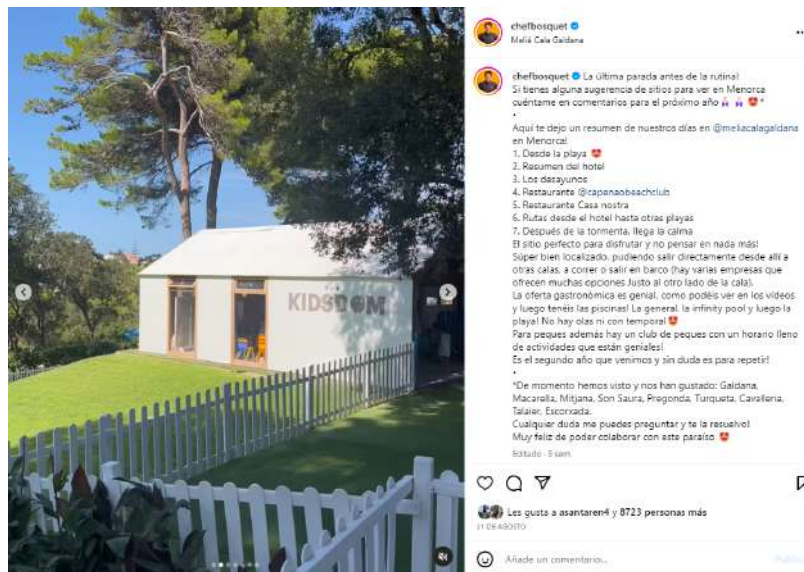 KIDSDOM
chefbosquet
Meliá Cala Galdana
chefbosquet La última parada antes de la rutina!
Si tienes alguna sugerencia de sitios para ver en Menorca
cuéntame en comentarios para el próximo año *
•
Aquí te dejo un resumen de nuestros días en @meliacalagaldana
en Menorca!
1. Desde la playa
2. Resumen del hotel
3. Los desayunos
4. Restaurante @capenaobeachclub
5. Restaurante Casa nostra
6. Rutas desde el hotel hasta otras playas
7. Después de la tormenta, llega la calma
El sitio perfecto para disfrutar y no pensar en nada más!
Súper bien localizado, pudiendo salir directamente desde allí a
otras calas, a correr o salir en barco (hay varias empresas que
ofrecen muchas opciones justo al otro lado de la cala).
La oferta gastronómica es genial, como podéis ver en los vídeos
y luego tenéis las piscinas! La general, la infinity pool y luego la
playa! No hay olas ni con temporal
Para peques además hay un club de peques con un horario lleno
de actividades que están geniales!
Es el segundo año que venimos y sin duda es para repetir!
•
*De momento hemos visto y nos han gustado: Galdana,
Macarella, Mitjana, Son Saura, Pregonda, Turqueta, Cavalleria,
Talaier, Escorxada.
Cualquier duda me puedes preguntar y te la resuelvo!
Muy feliz de poder colaborar con este paraíso
Editado · 8 sem
Les gusta a asantaren4 y 8723 personas más
31 DE AGOSTO
Añade un comentario...